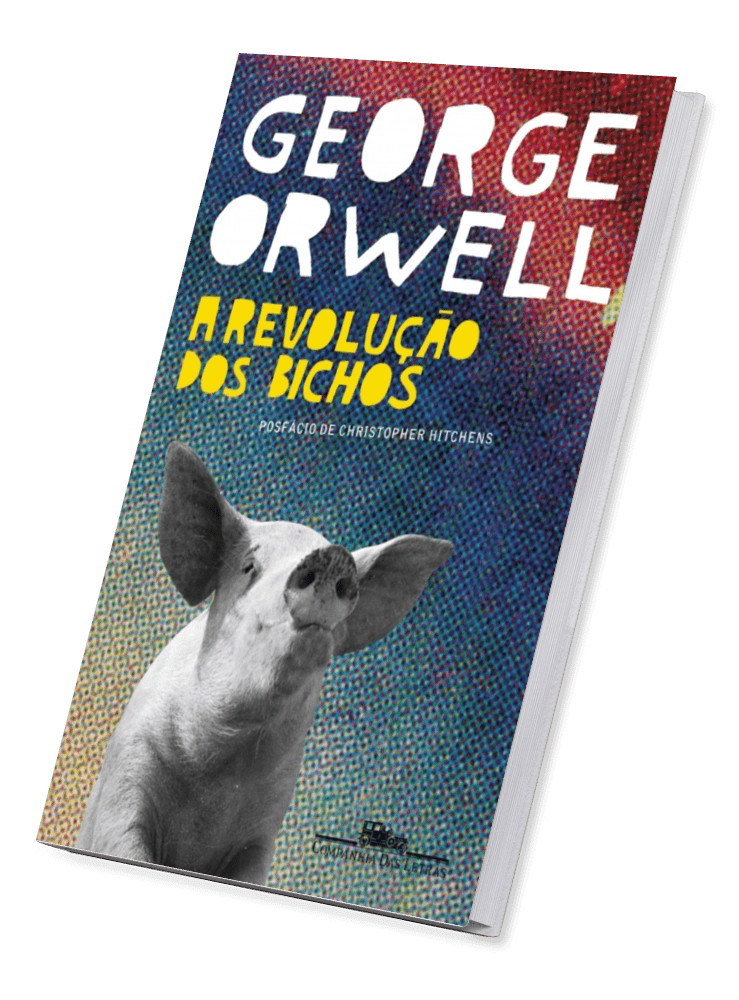 GEORGE
ORWELL
A REVOLUÇÃO
DOS BICHOS
POSFÁCIO DE CHRISTOPHER HITCHENS
COMPANHIA DAS LETRAS